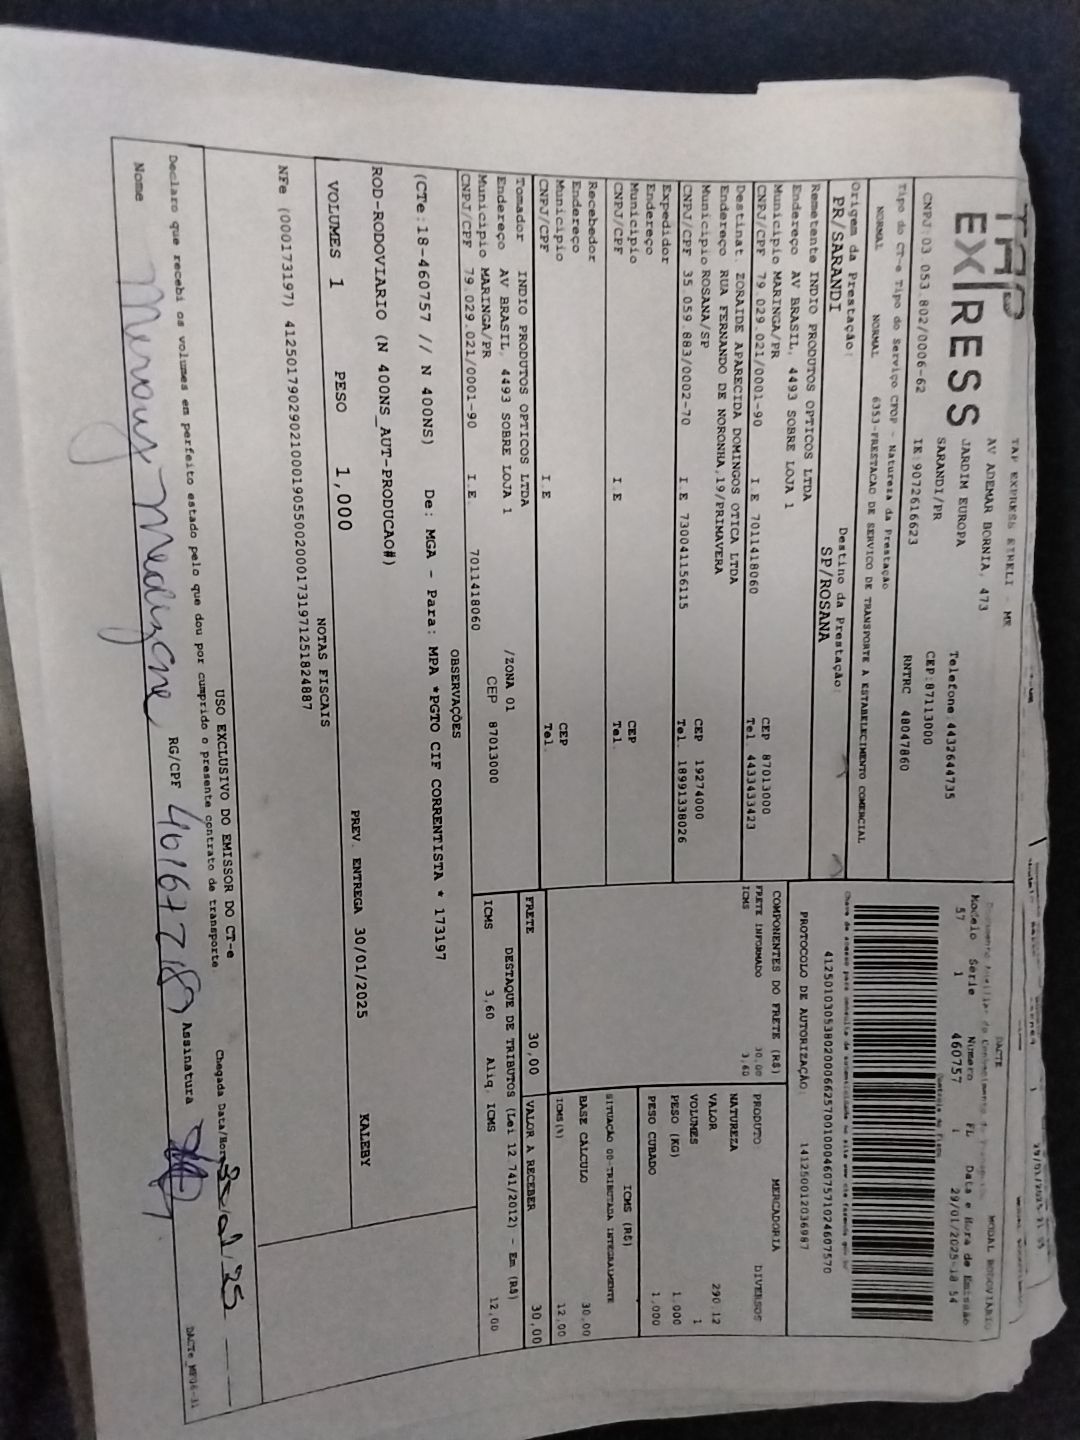 TAP
EXPRESS
TAP EXPRESS EIRELI - ME
AV ADEMAR BORNIA, 473
JARDIM EUROPA
SARANDI/PR
Telefone: 4432644735
CEP: 87113000
CNPJ: 03 053.802/0006-62 IE: 9072616623 RNTRC 48047860
Tipo do CT-e Tipo do Serviço CFOP - Natureza da Prestação
NORMAL NORMAL 6353-PRESTACAO DE SERVICO DE TRANSPORTE A ESTABELECIMENTO COMERCIAL
Origem da Prestação: Destino da Prestação:
PR/SARANDI SP/ROSANA
Remetente INDIO PRODUTOS OPTICOS LTDA
Endereço AV BRASIL, 4493 SOBRE LOJA 1
Municipio MARINGA/PR CEP 87013000
CNPJ/CPF 79.029.021/0001-90 I.E 7011418060 Tel. 4433433423
Destinat. ZORAIDE APARECIDA DOMINGOS OTICA LTDA
Endereço RUA FERNANDO DE NORONHA,19/PRIMAVERA
Municipio ROSANA/SP CEP 19274000
CNPJ/CPF 35 059.883/0002-70 I.E 730041156115 Tel. 18991338026
Expedidor
Endereço
Municipio CEP
CNPJ/CPF I.E Tel.
Recebedor
Endereço
Municipio CEP
CNPJ/CPF I.E Tel.
Tomador INDIO PRODUTOS OPTICOS LTDA
Endereço AV BRASIL, 4493 SOBRE LOJA 1 /ZONA 01
Municipio MARINGA/PR CEP 87013000
CNPJ/CPF 79.029.021/0001-90 I.E. 7011418060
DACTE MODAL RODOVIARIO
Modelo Serie Numero FL Data e Hora de Emissão
57 1 460757 1 29/01/2025-18 54
41250103053802000662570010004607571024607570
PROTOCOLO DE AUTORIZAÇÃO: 141250012036987
COMPONENTES DO FRETE (R$)
FRETE INFORMADO 30,00
ICMS 3,60
PRODUTO: MERCADORIA
NATUREZA DIVERSOS
VALOR 290,12
VOLUMES 1
PESO (KG) 1,000
PESO CUBADO 1,000
ICMS (R$)
SITUAÇÃO 00-TRIBUTADA INTEGRALMENTE
BASE CÁLCULO 30,00
ICMS(%) 12,00
FRETE 30,00 VALOR A RECEBER 30,00
DESTAQUE DE TRIBUTOS (Lei 12 741/2012) - Em (R$)
ICMS 3,60 Aliq. ICMS 12,00
OBSERVAÇÕES
(CTe:18-460757 // N 400NS) De: MGA - Para: MPA *PGTO CIF CORRENTISTA * 173197
ROD-RODOVIARIO (N 400NS_AUT-PRODUCAO#)
VOLUMES 1 PESO 1,000 PREV. ENTREGA 30/01/2025 KALEBY
NOTAS FISCAIS
NFe (000173197) 41250179029021000190550020001731971251824887
USO EXCLUSIVO DO EMISSOR DO CT-e
Declaro que recebi os volumes em perfeito estado pelo que dou por cumprido o presente contrato de transporte
Chegada Data/Hora 30 01 25
Nome RG/CPF Assinatura